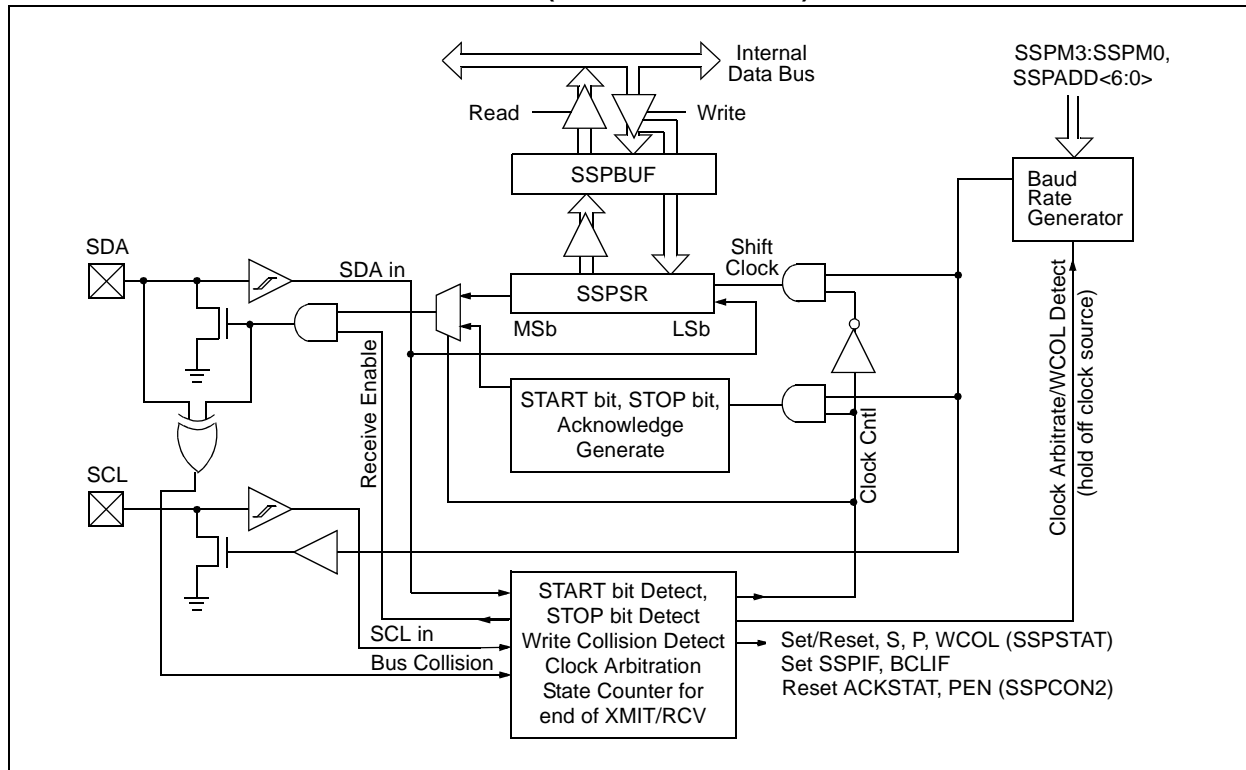 Internal
Data Bus
SSPM3:SSPM0,
SSPADD<6:0>
Read
Write
SSPBUF
Baud
Rate
Generator
SDA
SDA in
Shift
Clock
SSPSR
MSb
LSb
START bit, STOP bit,
Acknowledge
Generate
Receive Enable
Clock Cntl
Clock Arbitrate/WCOL Detect
(hold off clock source)
SCL
START bit Detect,
STOP bit Detect
Write Collision Detect
Clock Arbitration
State Counter for
end of XMIT/RCV
SCL in
Bus Collision
Set/Reset, S, P, WCOL (SSPSTAT)
Set SSPIF, BCLIF
Reset ACKSTAT, PEN (SSPCON2)